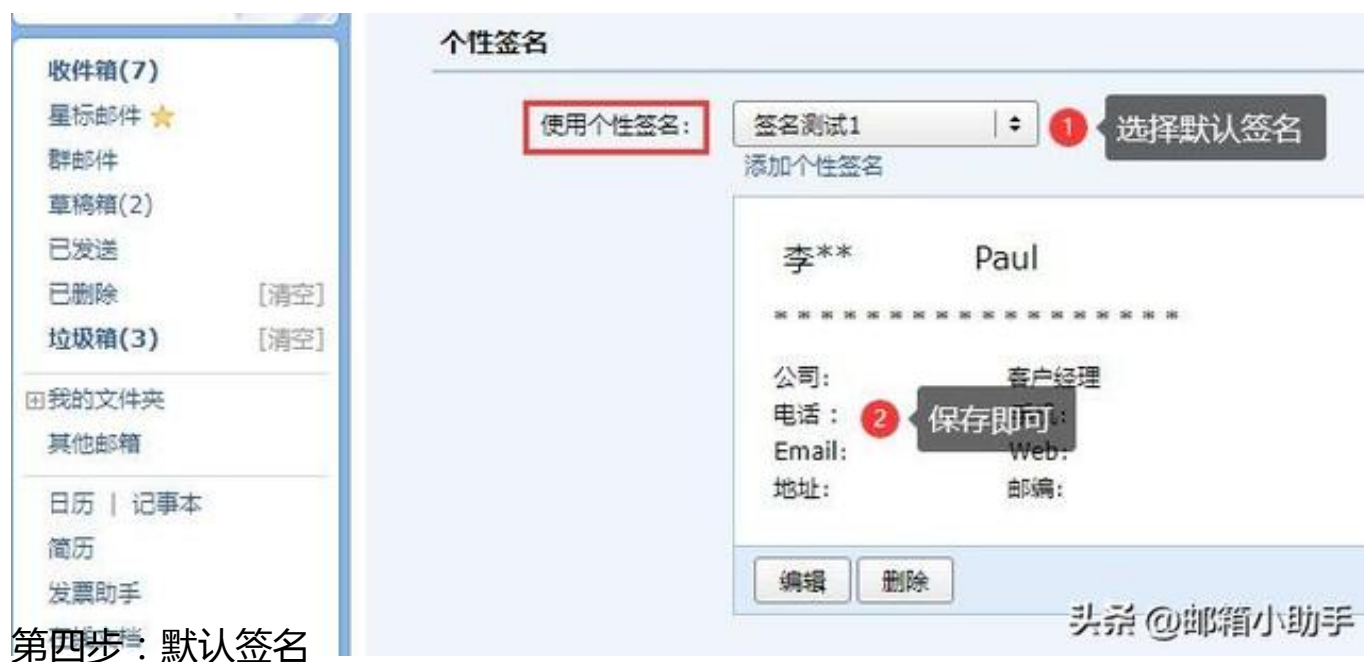 收件箱(7)
星标邮件
群邮件
草稿箱(2)
已发送
已删除 [清空]
垃圾箱(3) [清空]
我的文件夹
其他邮箱
日历 | 记事本
简历
发票助手
个性签名
使用个性签名: 签名测试1 1 选择默认签名
添加个性签名
李** Paul
******************
公司: 客户经理
电话: 2 保存即可
Email: Web:
地址: 邮编:
编辑 删除
头条 @邮箱小助手
第四步：默认签名